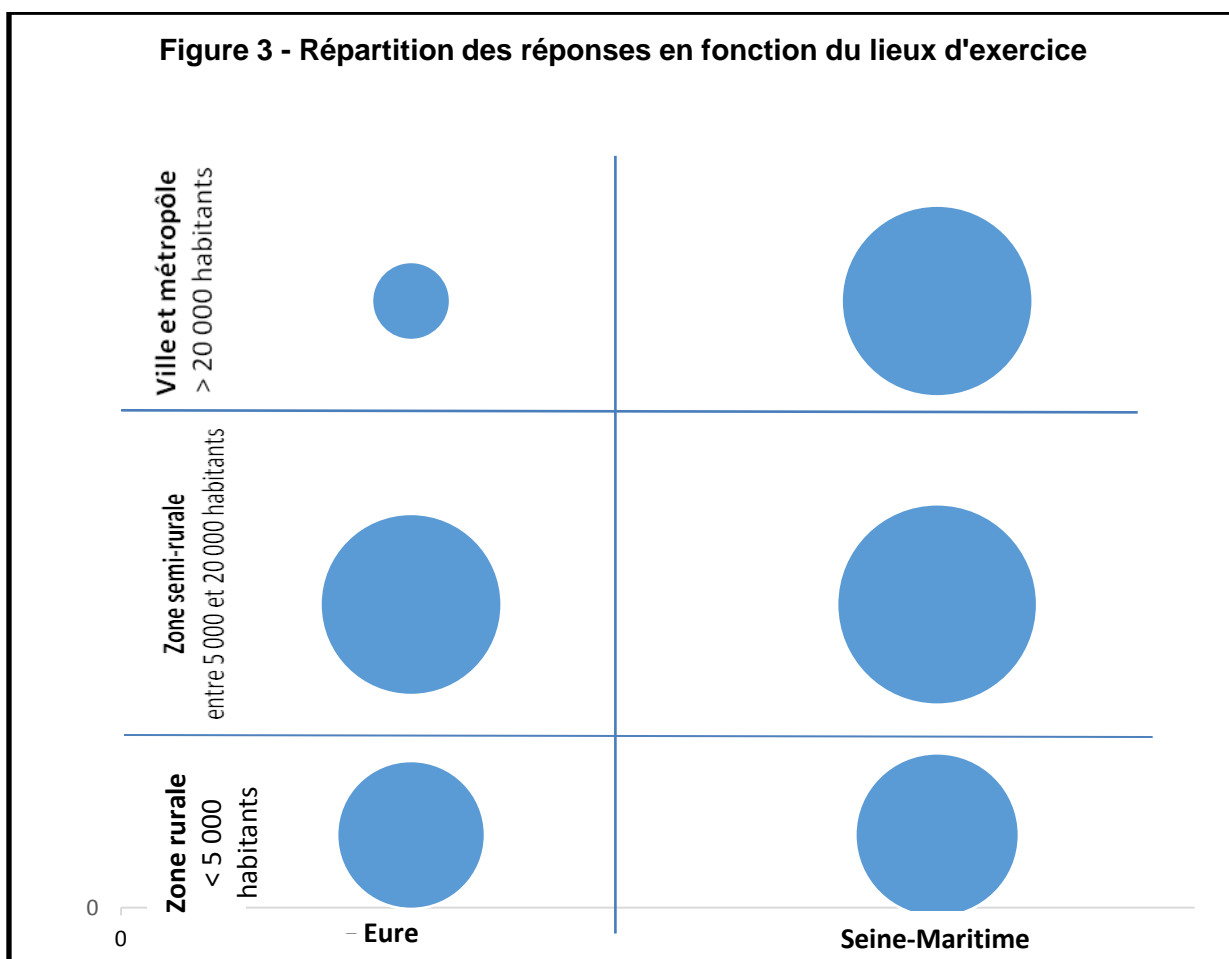 Figure 3 - Répartition des réponses en fonction du lieux d'exercice
Ville et métropôle
> 20 000 habitants
Zone semi-rurale
entre 5 000 et 20 000 habitants
Zone rurale
< 5 000
habitants
0
0
– Eure
Seine-Maritime